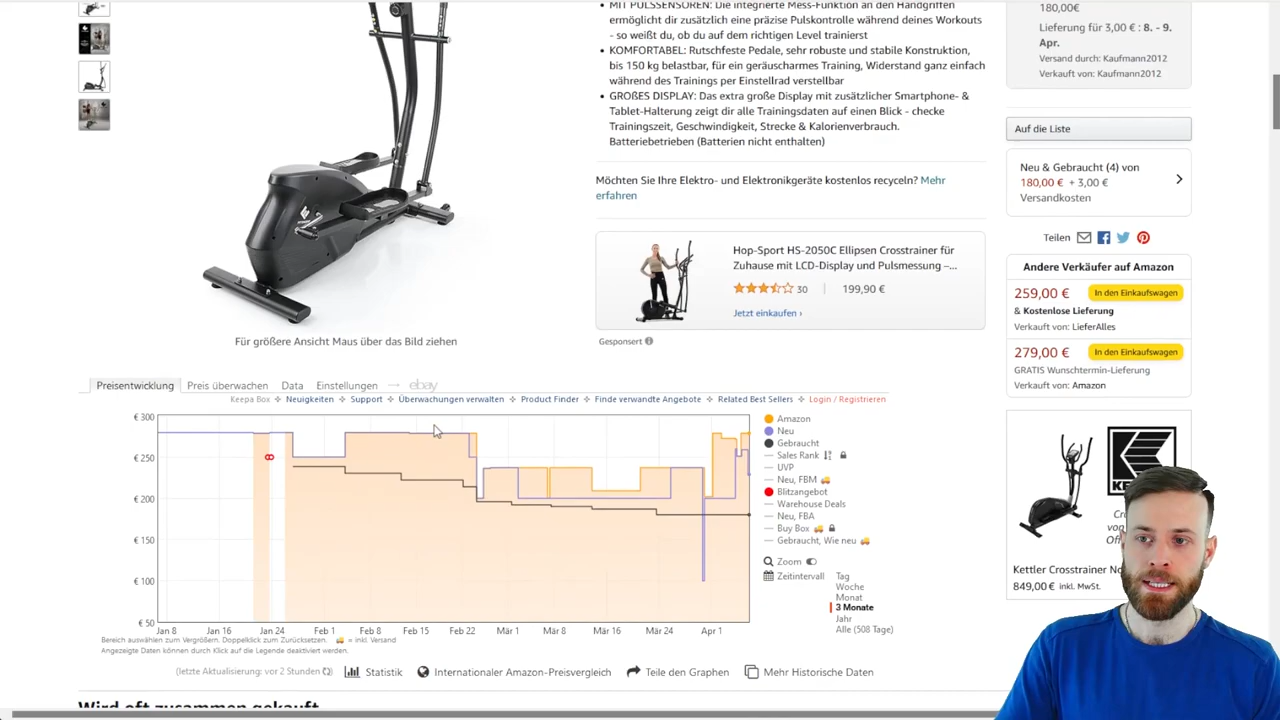 MIT PULSSENSOREN: Die integrierte Mess-Funktion an den Handgriffen
ermöglicht dir zusätzlich eine präzise Pulskontrolle während deines Workouts
- so weißt du, ob du auf dem richtigen Level trainierst
KOMFORTABEL: Rutschfeste Pedale, sehr robuste und stabile Konstruktion,
bis 150 kg belastbar, für ein geräuscharmes Training, Widerstand ganz einfach
während des Trainings per Einstellrad verstellbar
GROßES DISPLAY: Das extra große Display mit zusätzlicher Smartphone- &
Tablet-Halterung zeigt dir alle Trainingsdaten auf einen Blick - checke
Trainingszeit, Geschwindigkeit, Strecke & Kalorienverbrauch.
Batteriebetrieben (Batterien nicht enthalten)
Möchten Sie Ihre Elektro- und Elektronikgeräte kostenlos recyceln? Mehr
erfahren
Hop-Sport HS-2050C Ellipsen Crosstrainer für
Zuhause mit LCD-Display und Pulsmessung –...
30 199,90 €
Jetzt einkaufen ›
Gesponsert
180,00€
Lieferung für 3,00 € : 8. - 9.
Apr.
Versand durch: Kaufmann2012
Verkauft von: Kaufmann2012
Auf die Liste
Neu & Gebraucht (4) von
180,00 € + 3,00 €
Versandkosten
Teilen
Andere Verkäufer auf Amazon
259,00 € In den Einkaufswagen
& Kostenlose Lieferung
Verkauft von: LieferAlles
279,00 € In den Einkaufswagen
GRATIS Wunschtermin-Lieferung
Verkauft von: Amazon
Kettler Crosstrainer
849,00 € inkl. MwSt.
Für größere Ansicht Maus über das Bild ziehen
Preisentwicklung Preis überwachen Data Einstellungen ebay
Keepa Box Neuigkeiten Support Überwachungen verwalten Product Finder Finde verwandte Angebote Related Best Sellers Login / Registrieren
€ 300
€ 250
€ 200
€ 150
€ 100
€ 50
Jan 8 Jan 16 Jan 24 Feb 1 Feb 8 Feb 15 Feb 22 Mär 1 Mär 8 Mär 16 Mär 24 Apr 1
Amazon
Neu
Gebraucht
Sales Rank
UVP
Neu, FBM
Blitzangebot
Warehouse Deals
Neu, FBA
Buy Box
Gebraucht, Wie neu
Zoom
Zeitintervall
Tag
Woche
Monat
3 Monate
Jahr
Alle (508 Tage)
Bereich auswählen zum Vergrößern. Doppelklick zum Zurücksetzen. = inkl. Versand
Angezeigte Daten können durch Klick auf die Legende deaktiviert werden.
(letzte Aktualisierung: vor 2 Stunden)
Statistik Internationaler Amazon-Preisvergleich Teile den Graphen Mehr Historische Daten
Wird oft zusammen gekauft